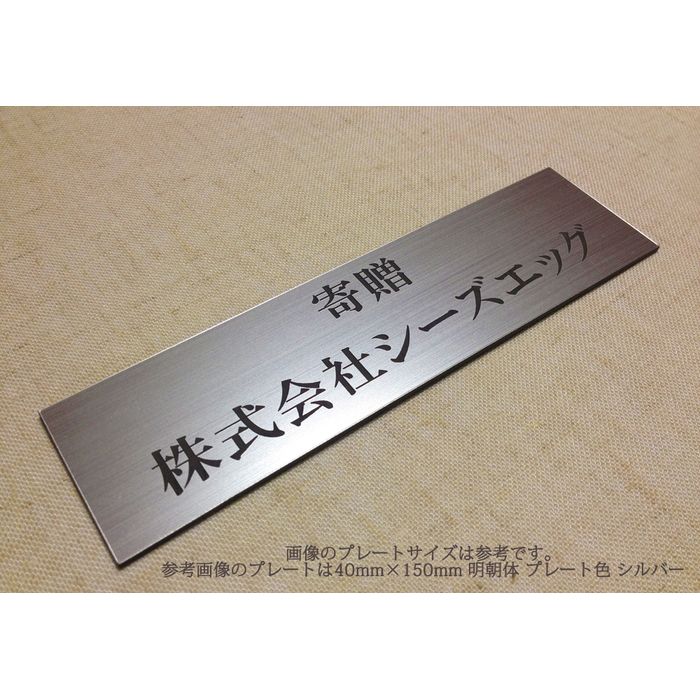 寄贈
株式会社シーズエッグ
画像のプレートサイズは参考です。
参考画像のプレートは40mm×150mm 明朝体 プレート色 シルバー